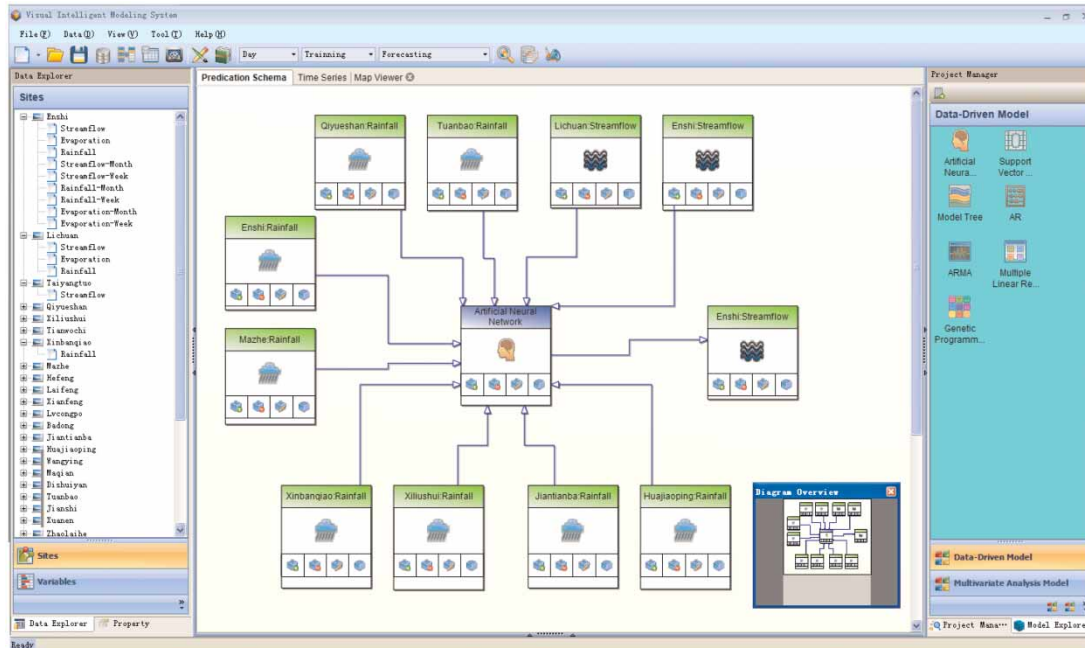 Visual Intelligent Modeling System
File(F) Data(D) View(V) Tool(T) Help(H)
Day Trainning Forecasting
Data Explorer
Sites
Enshi
Streamflow
Evaporation
Rainfall
Streamflow-Month
Streamflow-Week
Rainfall-Month
Rainfall-Week
Evaporation-Month
Evaporation-Week
Lichuan
Streamflow
Evaporation
Rainfall
Taiyangtuo
Streamflow
Qiyueshan
Xiliushui
Tianwochi
Xinbanqiao
Rainfall
Mazhe
Hefeng
Laifeng
Xianfeng
Lvcongpo
Badong
Jiantianba
Huajiaoping
Wangying
Maqian
Dishuiyan
Tuanbao
Jianshi
Xuanen
Zhaolaihe
Sites
Variables
Data Explorer Property
Ready
Predication Schema Time Series Map Viewer
Qiyueshan:Rainfall Tuanbao:Rainfall Lichuan:Streamflow Enshi:Streamflow
Enshi:Rainfall
Artificial Neural
Network
Enshi:Streamflow
Mazhe:Rainfall
Xinbanqiao:Rainfall Xiliushui:Rainfall Jiantianba:Rainfall Huajiaoping:Rainfall
Diagram Overview
Project Manager
Data-Driven Model
Artificial
Neura...
Support
Vector ...
Model Tree AR
ARMA
Multiple
Linear Re...
Genetic
Programm...
Data-Driven Model
Multivariate Analysis Model
Project Mana... Model Explore